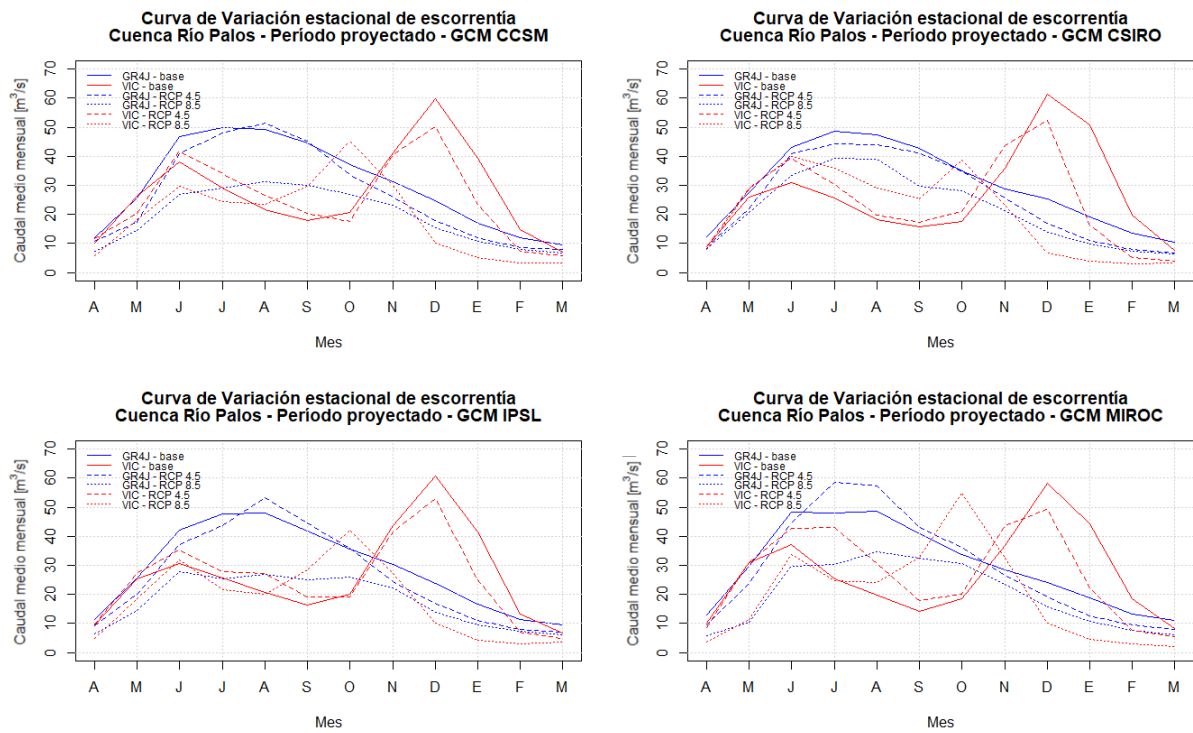 Curva de Variación estacional de escorrentía
Cuenca Río Palos - Período proyectado - GCM CCSM
Caudal medio mensual [m³/s]
70
60
50
40
30
20
10
0
GR4J - base
VIC - base
GR4J - RCP 4.5
GR4J - RCP 8.5
VIC - RCP 4.5
VIC - RCP 8.5
A M J J A S O N D E F M
Mes
Curva de Variación estacional de escorrentía
Cuenca Río Palos - Período proyectado - GCM CSIRO
Caudal medio mensual [m³/s]
70
60
50
40
30
20
10
0
GR4J - base
VIC - base
GR4J - RCP 4.5
GR4J - RCP 8.5
VIC - RCP 4.5
VIC - RCP 8.5
A M J J A S O N D E F M
Mes
Curva de Variación estacional de escorrentía
Cuenca Río Palos - Período proyectado - GCM IPSL
Caudal medio mensual [m³/s]
70
60
50
40
30
20
10
0
GR4J - base
VIC - base
GR4J - RCP 4.5
GR4J - RCP 8.5
VIC - RCP 4.5
VIC - RCP 8.5
A M J J A S O N D E F M
Mes
Curva de Variación estacional de escorrentía
Cuenca Río Palos - Período proyectado - GCM MIROC
Caudal medio mensual [m³/s]
70
60
50
40
30
20
10
0
GR4J - base
VIC - base
GR4J - RCP 4.5
GR4J - RCP 8.5
VIC - RCP 4.5
VIC - RCP 8.5
A M J J A S O N D E F M
Mes